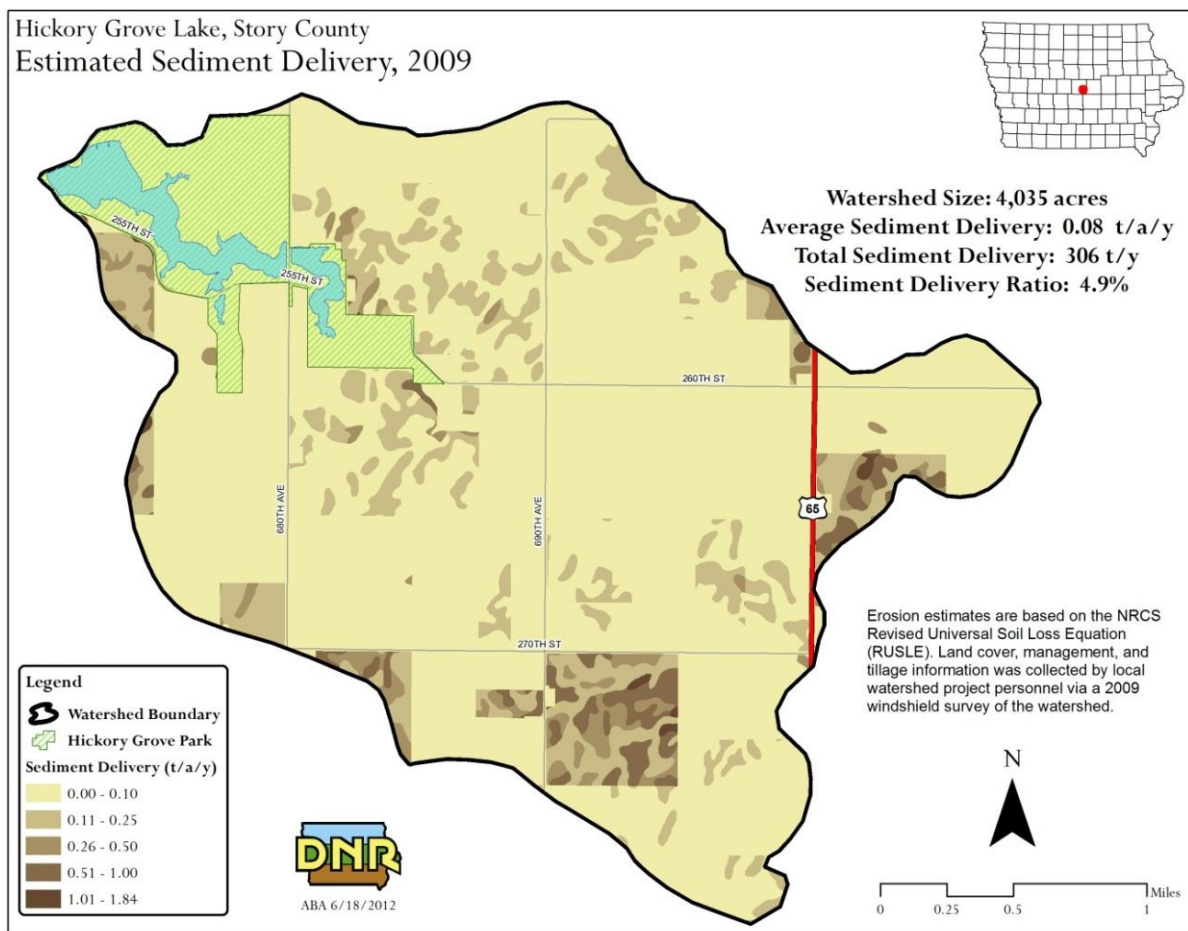 Hickory Grove Lake, Story County
Estimated Sediment Delivery, 2009
Watershed Size: 4,035 acres
Average Sediment Delivery: 0.08 t/a/y
Total Sediment Delivery: 306 t/y
Sediment Delivery Ratio: 4.9%
255TH ST
255TH ST
260TH ST
680TH AVE
690TH AVE
65
270TH ST
Erosion estimates are based on the NRCS
Revised Universal Soil Loss Equation
(RUSLE). Land cover, management, and
tillage information was collected by local
watershed project personnel via a 2009
windshield survey of the watershed.
Legend
Watershed Boundary
Hickory Grove Park
Sediment Delivery (t/a/y)
0.00 - 0.10
0.11 - 0.25
0.26 - 0.50
0.51 - 1.00
1.01 - 1.84
DNR
ABA 6/18/2012
N
Miles
0 0.25 0.5 1